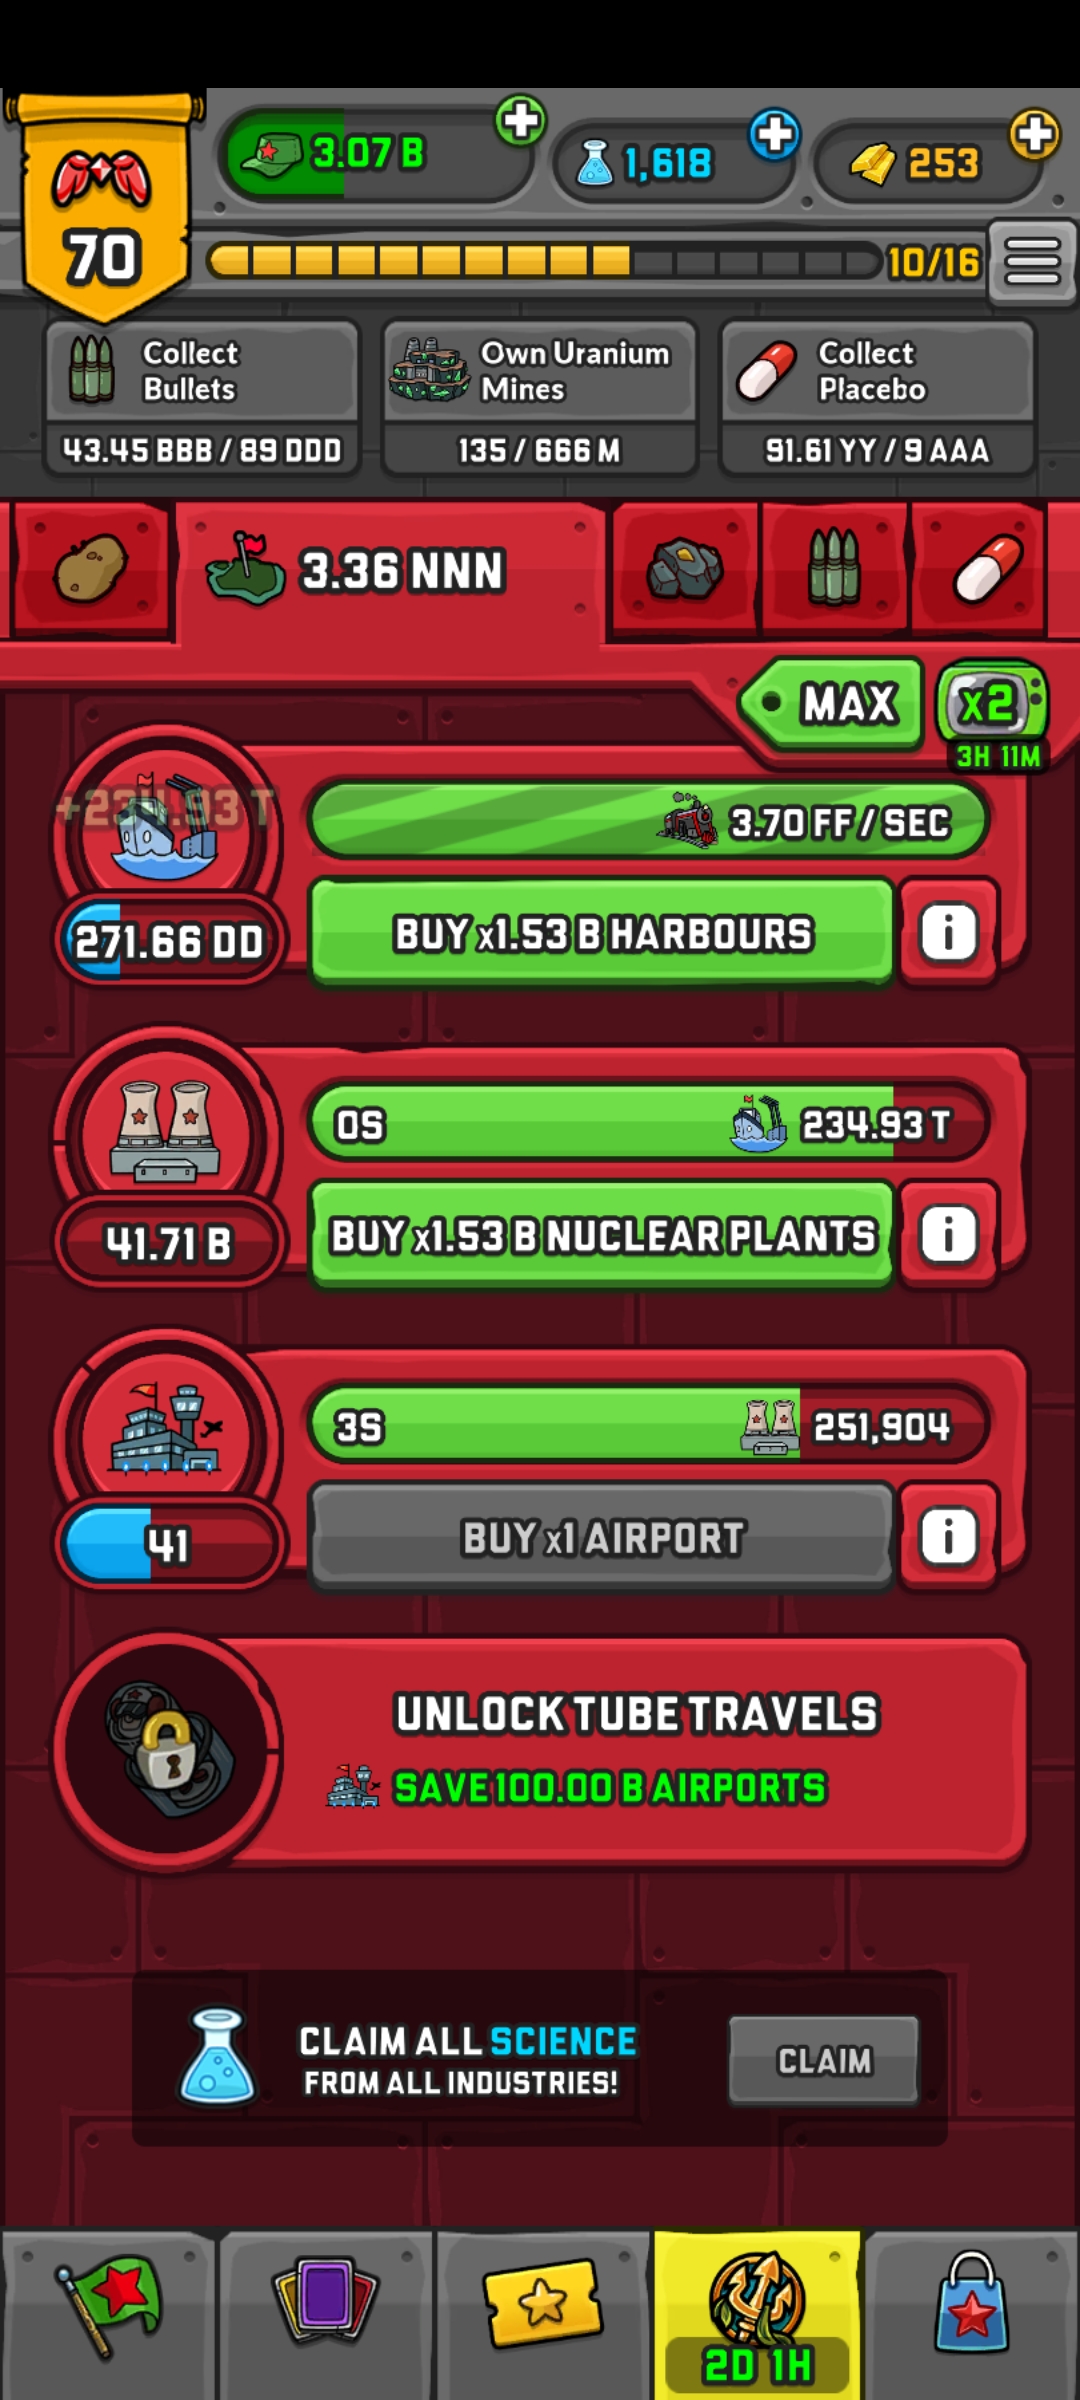 3.07 B
1,618
253
70
10/16
Collect
Bullets
43.45 BBB / 89 DDD
Own Uranium
Mines
135 / 666 M
Collect
Placebo
91.61 YY / 9 AAA
3.36 NNN
MAX
x2
3H 11M
+234.93 T
3.70 FF / SEC
271.66 DD
BUY x1.53 B HARBOURS
i
0S
234.93 T
41.71 B
BUY x1.53 B NUCLEAR PLANTS
i
3S
251,904
41
BUY x1 AIRPORT
i
UNLOCK TUBE TRAVELS
SAVE 100.00 B AIRPORTS
CLAIM ALL SCIENCE
FROM ALL INDUSTRIES!
CLAIM
2D 1H